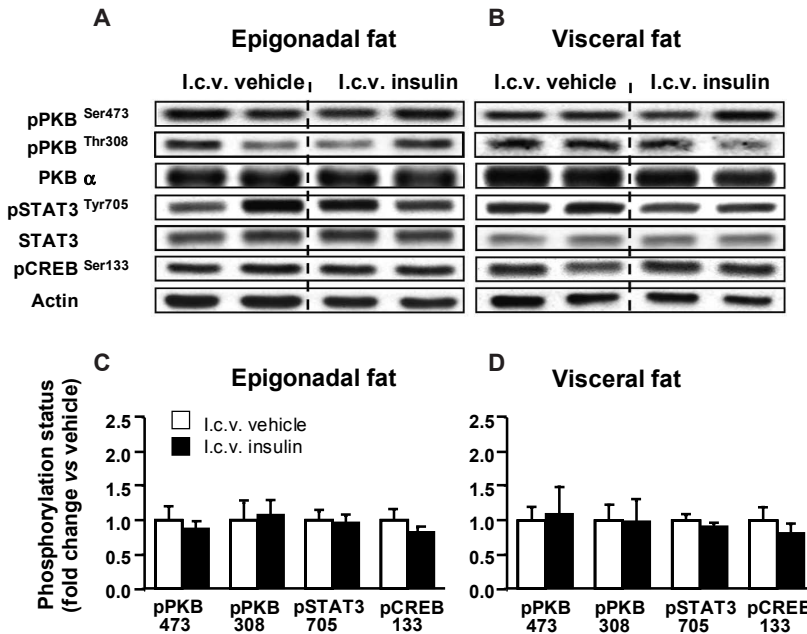 A
B
Epigonadal fat
Visceral fat
I.c.v. vehicle
I.c.v. insulin
I.c.v. vehicle
I.c.v. insulin
pPKB Ser473
pPKB Thr308
PKB α
pSTAT3 Tyr705
STAT3
pCREB Ser133
Actin
C
D
Epigonadal fat
Visceral fat
Phosphorylation status
(fold change vs vehicle)
2.5
2.0
1.5
1.0
0.5
0.0
I.c.v. vehicle
I.c.v. insulin
pPKB
473
pPKB
308
pSTAT3
705
pCREB
133
2.5
2.0
1.5
1.0
0.5
0.0
pPKB
473
pPKB
308
pSTAT3
705
pCREB
133